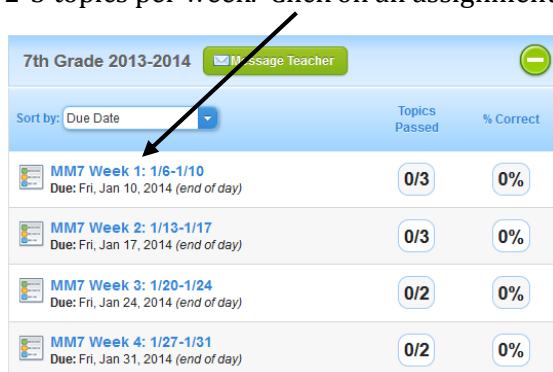 topics per week. Click on an assignment
7th Grade 2013-2014 Message Teacher
Sort by: Due Date Topics Passed % Correct
MM7 Week 1: 1/6-1/10 0/3 0%
Due: Fri, Jan 10, 2014 (end of day)
MM7 Week 2: 1/13-1/17 0/3 0%
Due: Fri, Jan 17, 2014 (end of day)
MM7 Week 3: 1/20-1/24 0/2 0%
Due: Fri, Jan 24, 2014 (end of day)
MM7 Week 4: 1/27-1/31 0/2 0%
Due: Fri, Jan 31, 2014 (end of day)